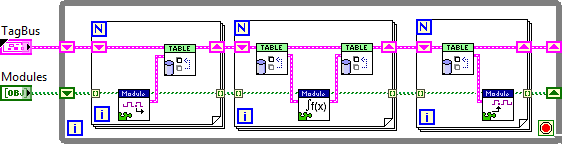 TagBus
Modules
[OBJ]
i
N
TABLE
Module
i
N
TABLE TABLE
Module
∫f(x)
i
N
TABLE
Module
i